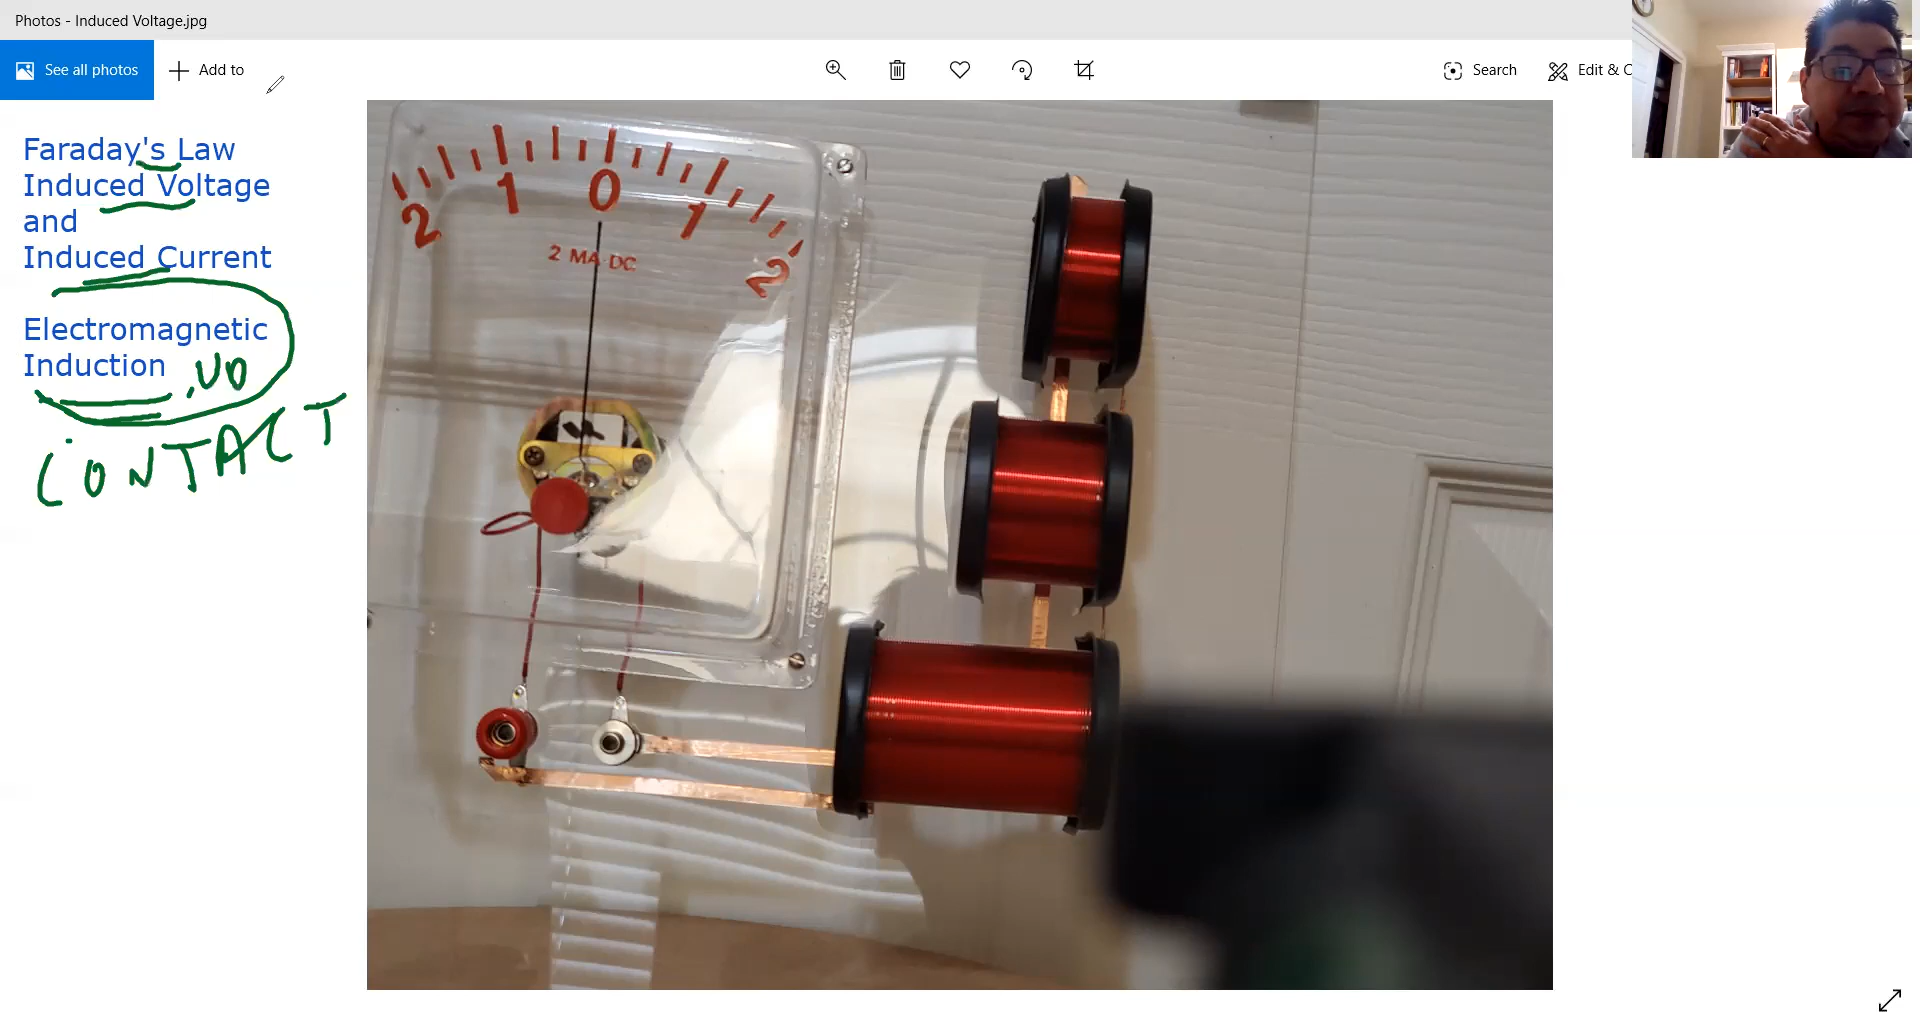 Photos - Induced Voltage.jpg
See all photos
Add to
Search
Edit & C
Faraday's Law
Induced Voltage
and
Induced Current
Electromagnetic
Induction
CONTACT
2 1 0 1 2
2 MA DC